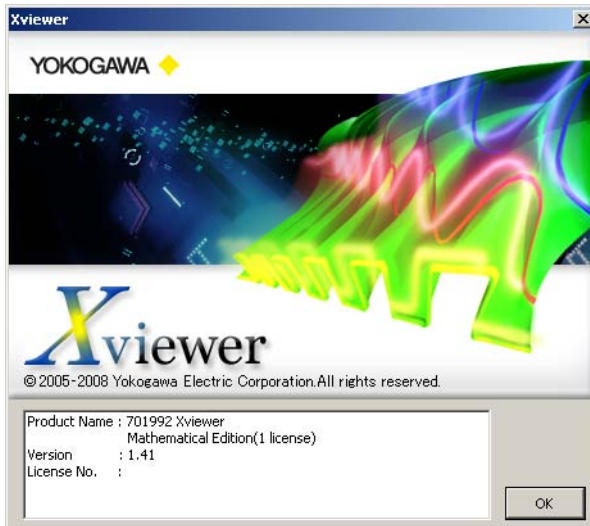 Xviewer
YOKOGAWA
Xviewer
©2005-2008 Yokogawa Electric Corporation.All rights reserved.
Product Name : 701992 Xviewer
Mathematical Edition(1 license)
Version : 1.41
License No. :
OK